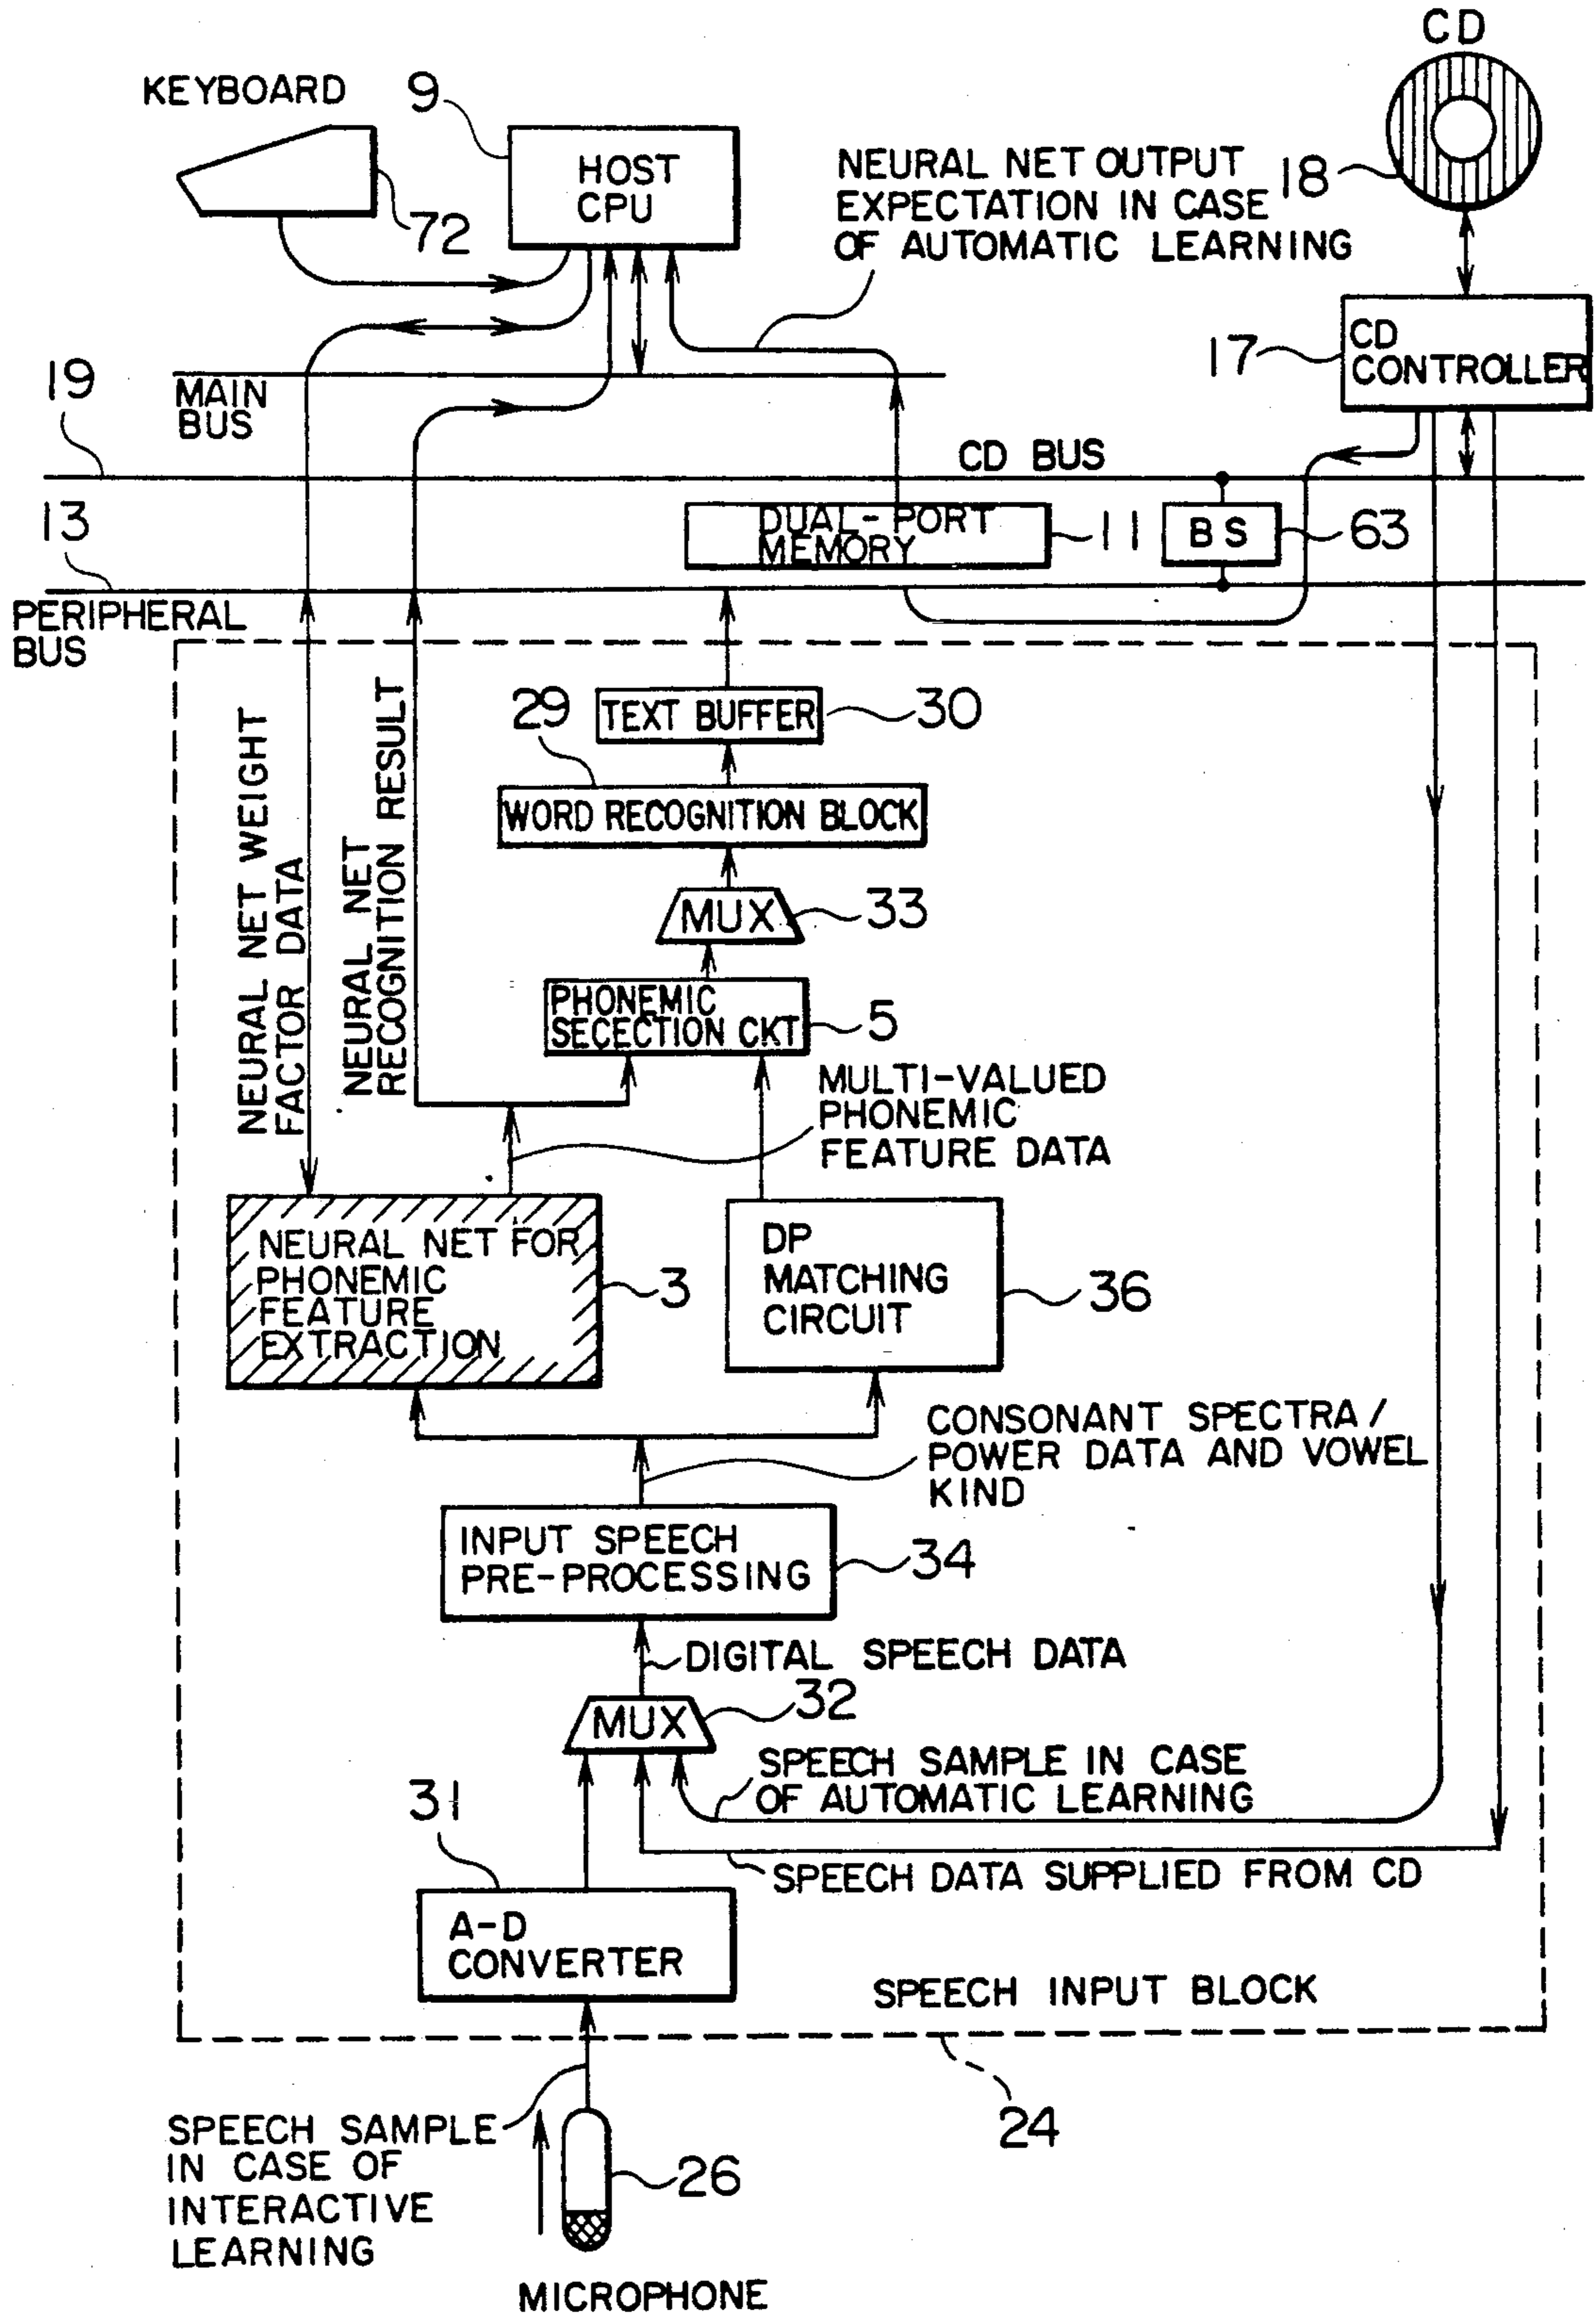 CD
KEYBOARD
9
HOST
CPU
72
NEURAL NET OUTPUT
EXPECTATION IN CASE
OF AUTOMATIC LEARNING
18
CD
CONTROLLER
17
19
MAIN
BUS
CD BUS
13
DUAL-PORT
MEMORY
11
BS
63
PERIPHERAL
BUS
29
TEXT BUFFER
30
WORD RECOGNITION BLOCK
MUX
33
NEURAL NET WEIGHT
FACTOR DATA
NEURAL NET
RECOGNITION RESULT
PHONEMIC
SECECTION CKT
5
MULTI-VALUED
PHONEMIC
FEATURE DATA
NEURAL NET FOR
PHONEMIC
FEATURE
EXTRACTION
3
DP
MATCHING
CIRCUIT
36
CONSONANT SPECTRA/
POWER DATA AND VOWEL
KIND
INPUT SPEECH
PRE-PROCESSING
34
DIGITAL SPEECH DATA
MUX
32
SPEECH SAMPLE IN CASE
OF AUTOMATIC LEARNING
31
SPEECH DATA SUPPLIED FROM CD
A-D
CONVERTER
SPEECH INPUT BLOCK
24
SPEECH SAMPLE
IN CASE OF
INTERACTIVE
LEARNING
26
MICROPHONE